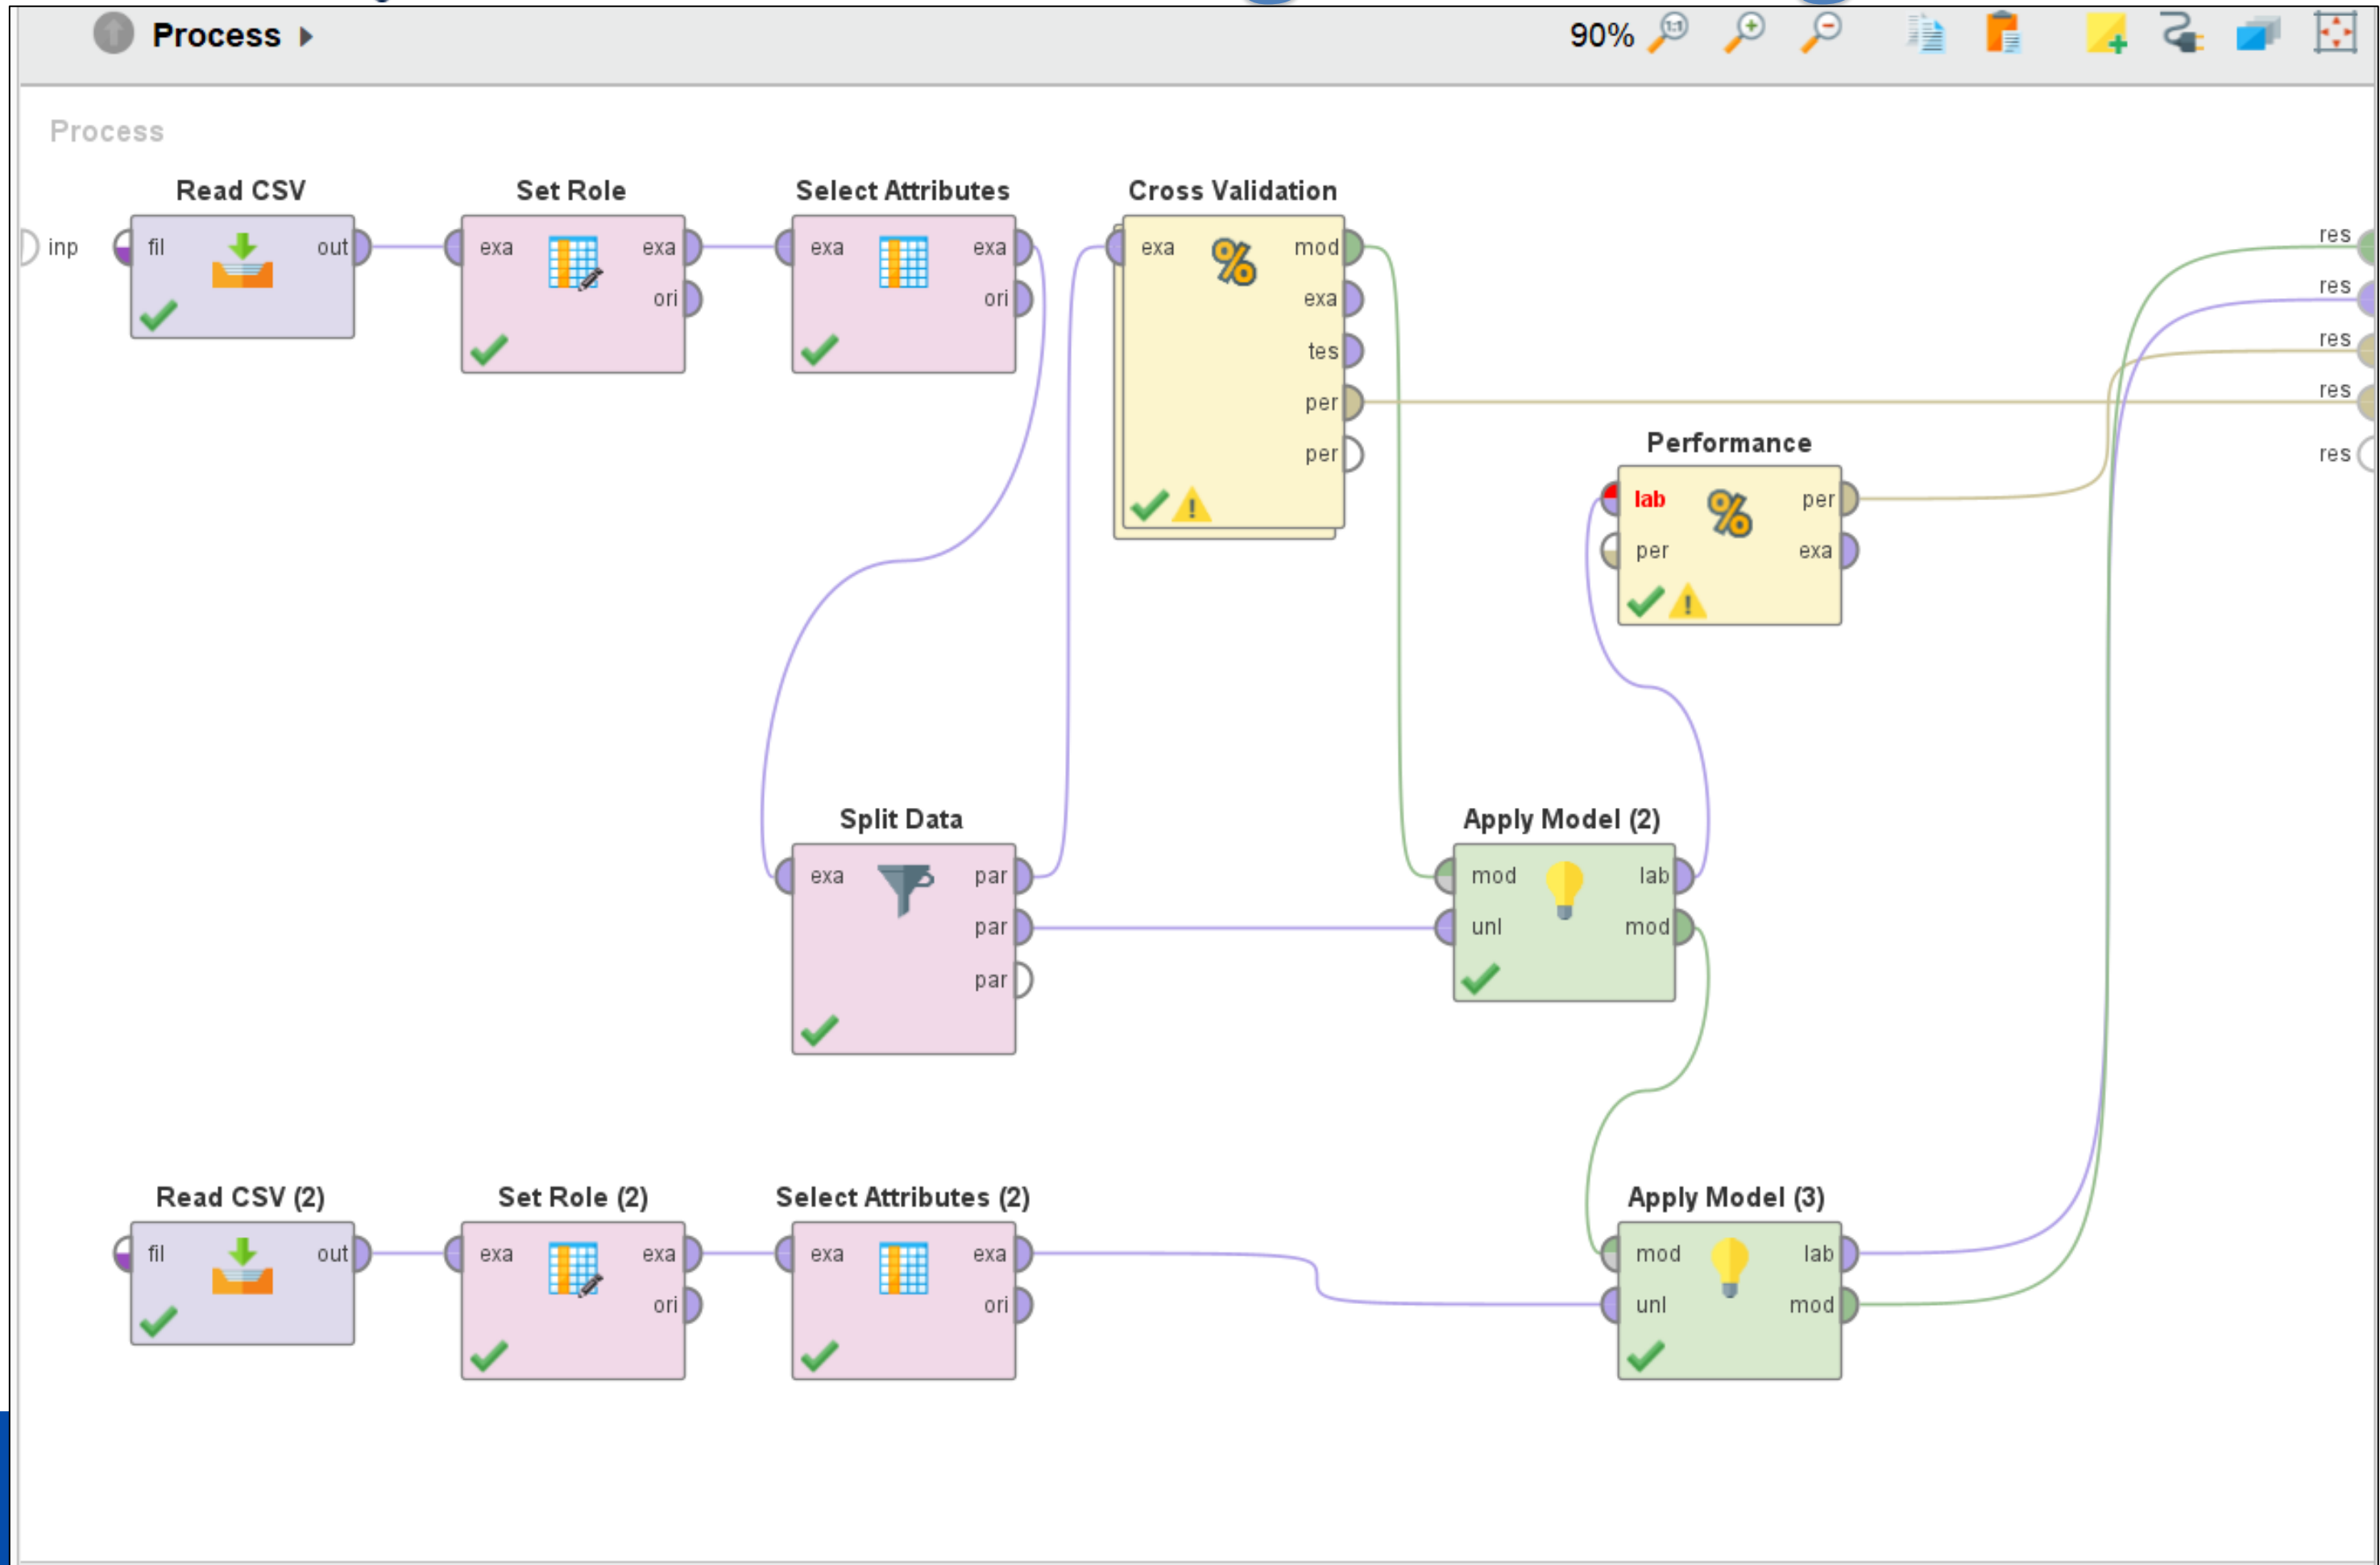 Process
90%
Process
Read CSV
Set Role
Select Attributes
Cross Validation
inp
fil
out
exa
exa
ori
exa
exa
ori
exa
mod
exa
tes
per
per
res
res
res
res
res
Performance
lab
per
per
exa
Split Data
exa
par
par
par
Apply Model (2)
mod
lab
unl
mod
Read CSV (2)
Set Role (2)
Select Attributes (2)
Apply Model (3)
fil
out
exa
exa
ori
exa
exa
ori
mod
lab
unl
mod